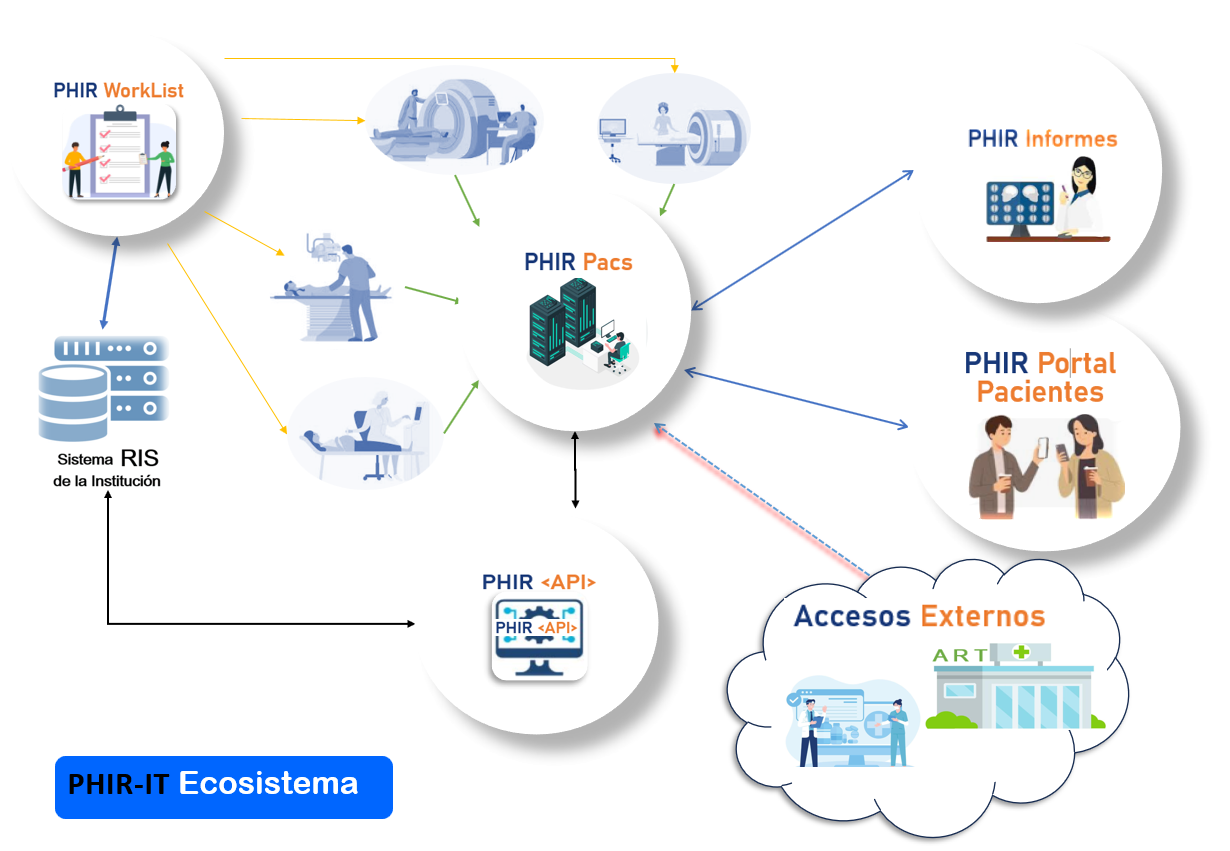 PHIR WorkList
PHIR Informes
PHIR Pacs
PHIR Portal
Pacientes
Sistema RIS
de la Institución
PHIR <API>
PHIR <API>
Accesos Externos
ART
PHIR-IT Ecosistema